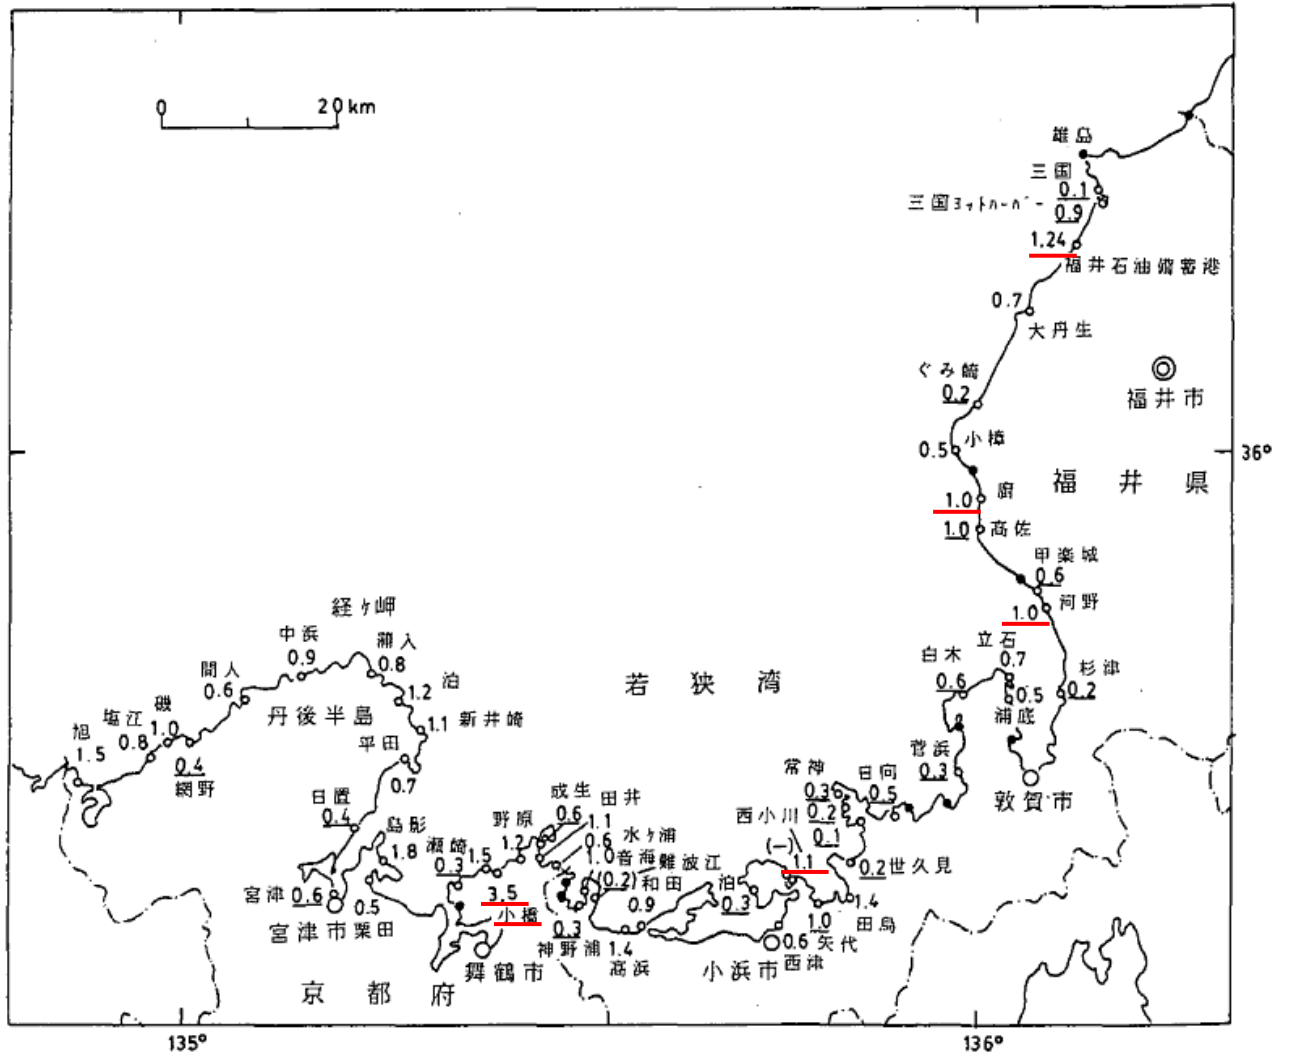 0 20km
雄島
三国
0.1
三国ヨットハーバー
0.9
1.24
福井石油備蓄港
0.7
大丹生
ぐみ崎
0.2
福井市
小樟
0.5
36°
福井県
厨
1.0
1.0 高佐
甲楽城
0.6
河野
1.0
経ヶ岬
中浜
0.9
瀬入
0.8
間人
0.6
泊
1.2
立石
0.7
白木
0.6
杉津
0.2
0.5
浦底
若狭湾
丹後半島
1.1 新井崎
磯
1.0
塩江
0.8
旭
1.5
0.4
網野
平田
0.7
菅浜
0.3
敦賀市
常神
0.36
日向
0.5
0.2
0.1
西小川
(-)
1.1
0.2 世久見
成生
0.6
田井
1.1
水ヶ浦
0.6
野原
1.2
日置
0.4
島影
1.8
瀬崎
0.3
1.5
1.0 音海
難波江
(0.2)
和田
0.9
泊
0.3
3.5
小橋
宮津
0.6
宮津市
0.5
栗田
0.3
神野浦
1.4
高浜
1.4
田烏
1.0
矢代
0.6
西津
小浜市
舞鶴市
京都府
135°
136°